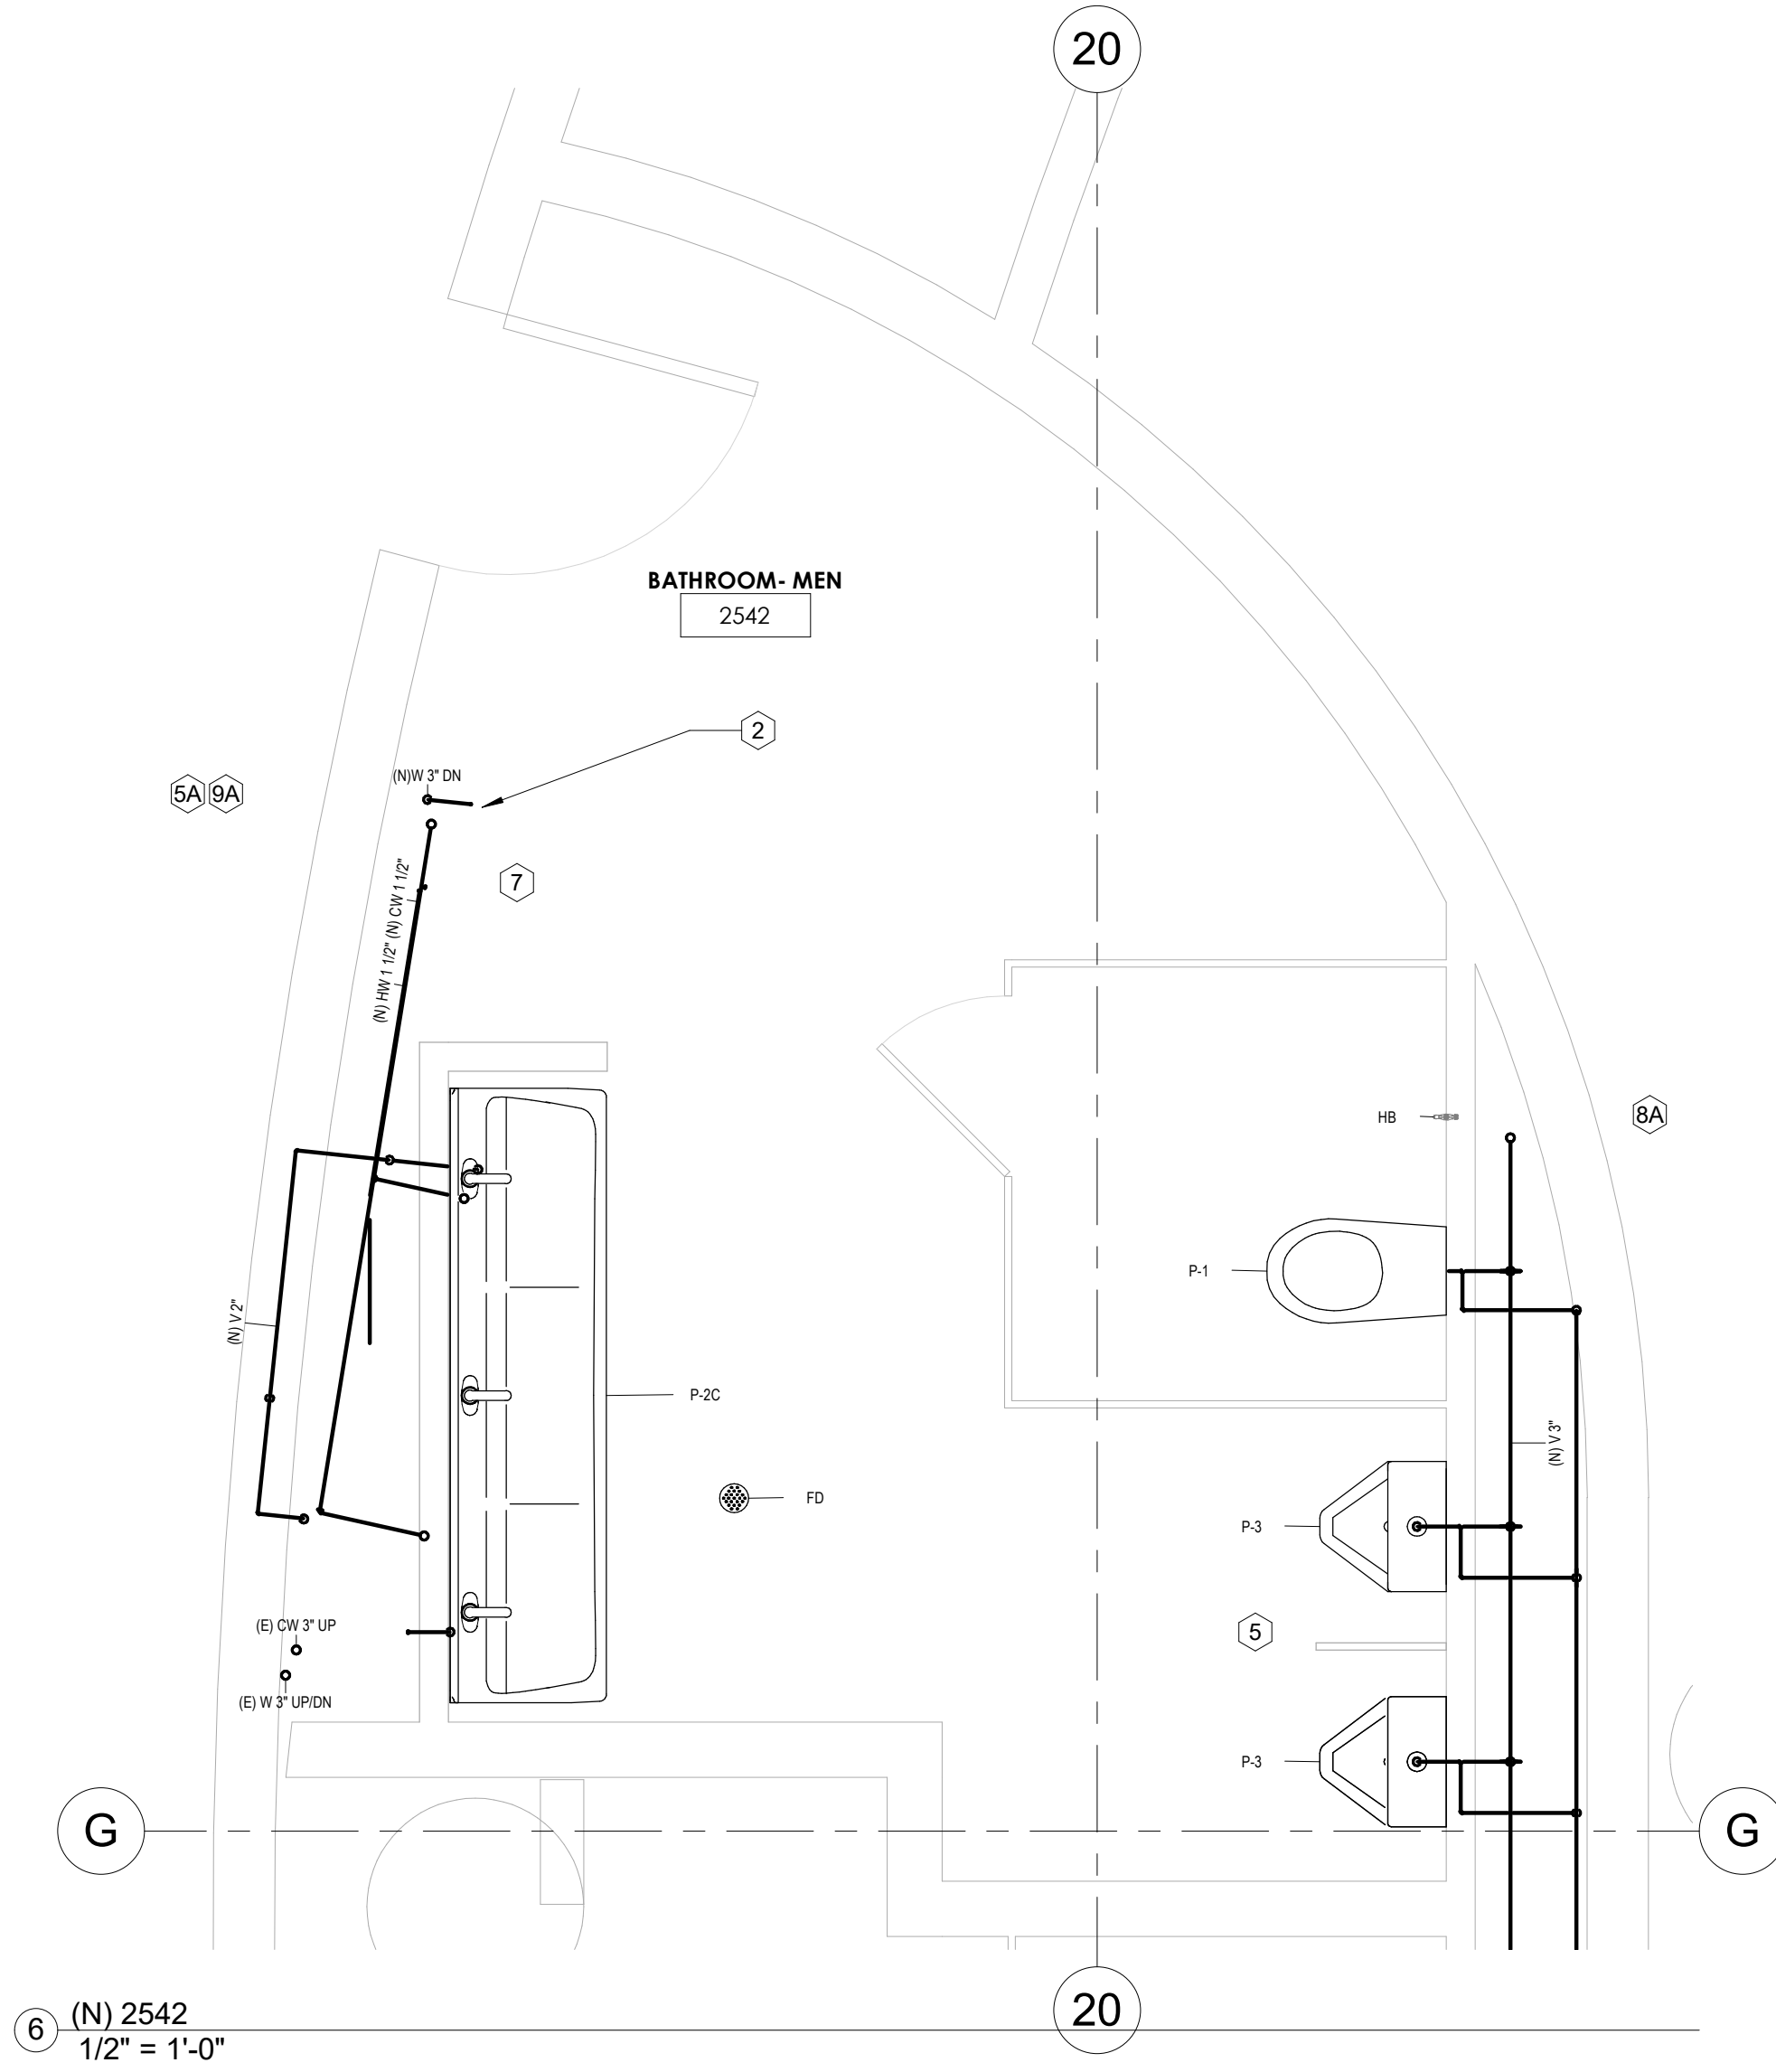 20
BATHROOM- MEN
2542
2
(N)W 3" DN
5A 9A
7
(N) HW 1 1/2" (N) CW 1 1/2"
HB
8A
P-1
(N) V 2"
P-2C
(N) V 3"
FD
P-3
(E) CW 3" UP
5
(E) W 3" UP/DN
P-3
G
G
20
6
(N) 2542
1/2" = 1'-0"